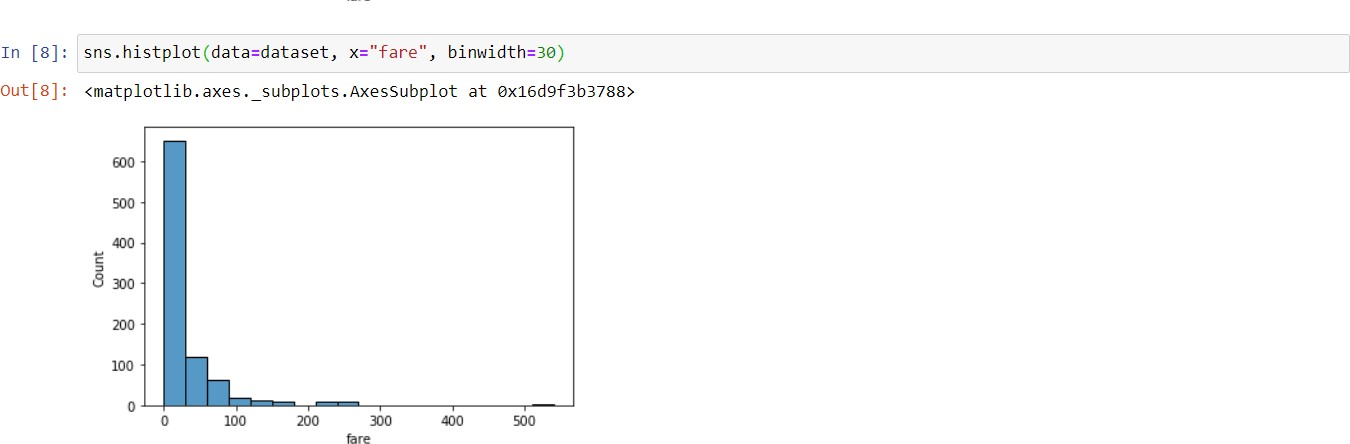 fare
In [8]: sns.histplot(data=dataset, x="fare", binwidth=30)
Out[8]: <matplotlib.axes._subplots.AxesSubplot at 0x16d9f3b3788>
600
500
400
300
200
100
0
Count
0 100 200 300 400 500
fare